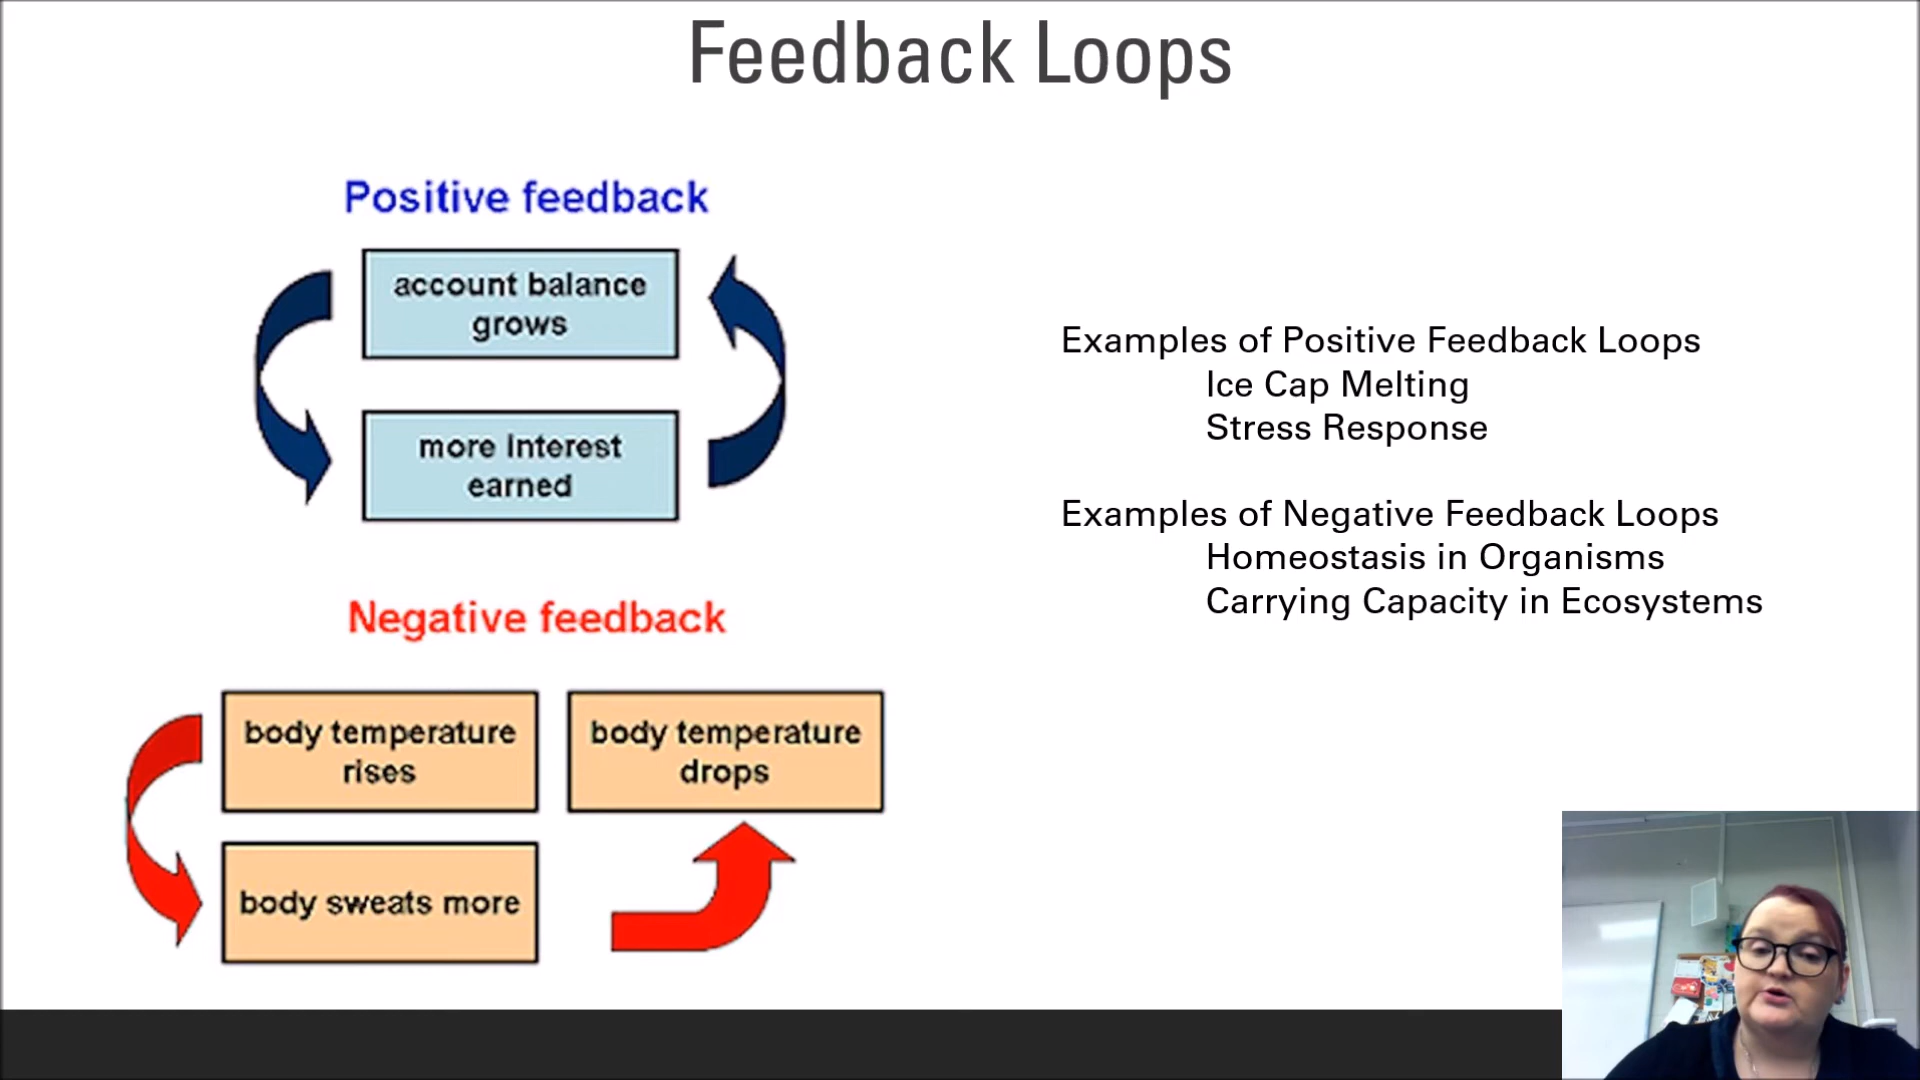 Feedback Loops
Positive feedback
account balance
grows
more interest
earned
Negative feedback
body temperature
rises
body temperature
drops
body sweats more
Examples of Positive Feedback Loops
Ice Cap Melting
Stress Response
Examples of Negative Feedback Loops
Homeostasis in Organisms
Carrying Capacity in Ecosystems